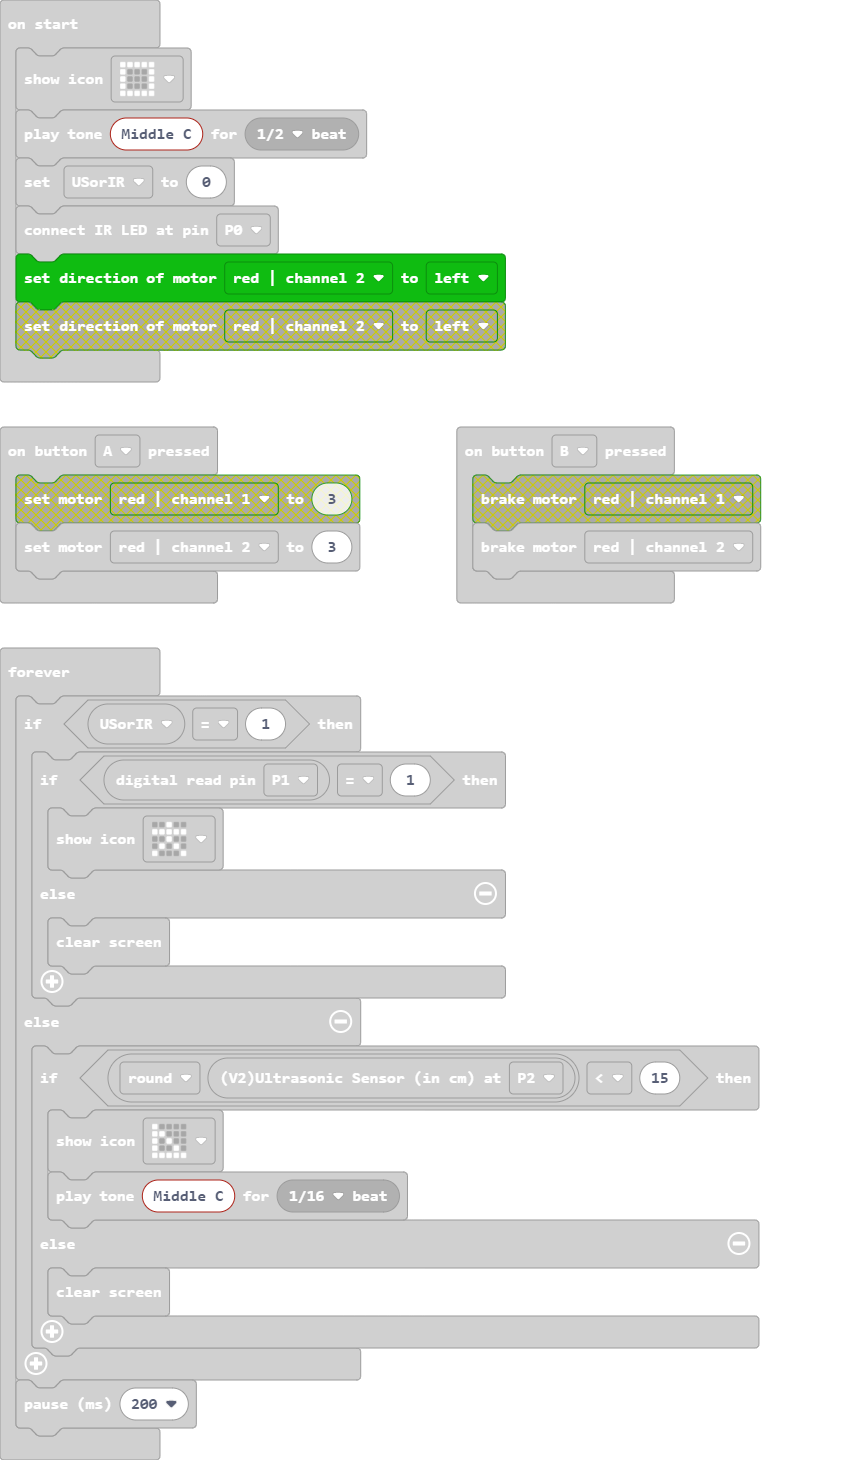 on start
show icon
play tone Middle C for 1/2 beat
set USorIR to 0
connect IR LED at pin P0
set direction of motor red | channel 2 to left
set direction of motor red | channel 2 to left
on button A pressed
set motor red | channel 1 to 3
set motor red | channel 2 to 3
on button B pressed
brake motor red | channel 1
brake motor red | channel 2
forever
if USorIR = 1 then
if digital read pin P1 = 1 then
show icon
else
clear screen
else
if round (V2)Ultrasonic Sensor (in cm) at P2 < 15 then
show icon
play tone Middle C for 1/16 beat
else
clear screen
pause (ms) 200